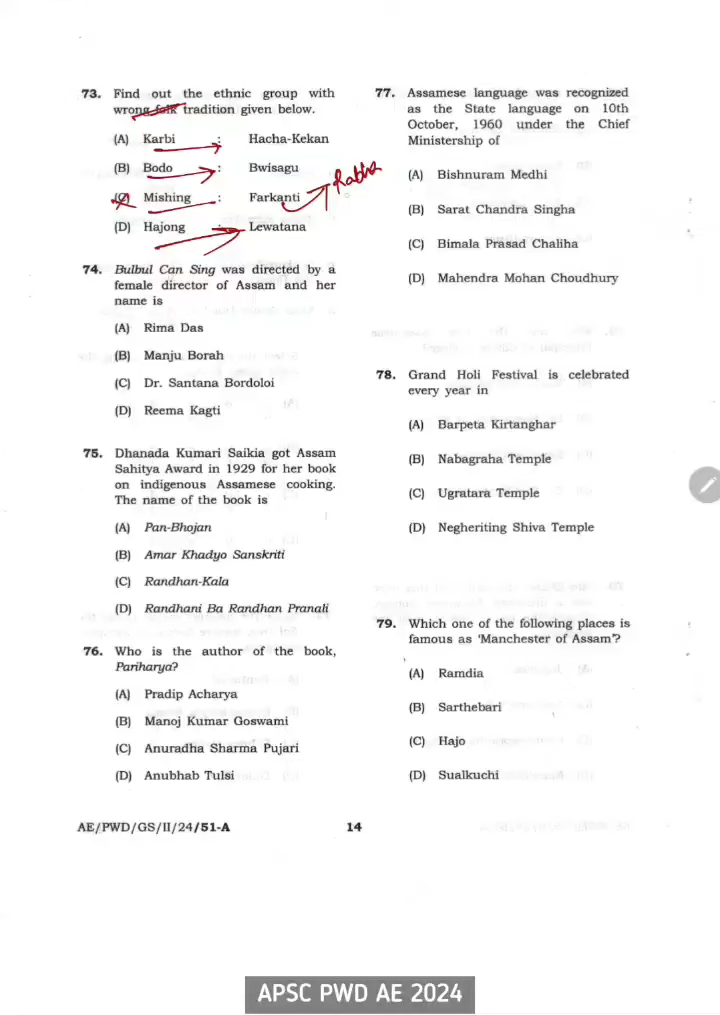 73. Find out the ethnic group with
wrong folk tradition given below.
(A) Karbi : Hacha-Kekan
(B) Bodo : Bwisagu
(C) Mishing : Farkanti
Rabha
(D) Hajong : Lewatana
74. Bulbul Can Sing was directed by a
female director of Assam and her
name is
(A) Rima Das
(B) Manju Borah
(C) Dr. Santana Bordoloi
(D) Reema Kagti
75. Dhanada Kumari Saikia got Assam
Sahitya Award in 1929 for her book
on indigenous Assamese cooking.
The name of the book is
(A) Pan-Bhojan
(B) Amar Khadyo Sanskriti
(C) Randhan-Kala
(D) Randhani Ba Randhan Pranali
76. Who is the author of the book,
Pariharya?
(A) Pradip Acharya
(B) Manoj Kumar Goswami
(C) Anuradha Sharma Pujari
(D) Anubhab Tulsi
77. Assamese language was recognized
as the State language on 10th
October, 1960 under the Chief
Ministership of
(A) Bishnuram Medhi
(B) Sarat Chandra Singha
(C) Bimala Prasad Chaliha
(D) Mahendra Mohan Choudhury
78. Grand Holi Festival is celebrated
every year in
(A) Barpeta Kirtanghar
(B) Nabagraha Temple
(C) Ugratara Temple
(D) Negheriting Shiva Temple
79. Which one of the following places is
famous as 'Manchester of Assam'?
(A) Ramdia
(B) Sarthebari
(C) Hajo
(D) Sualkuchi
AE/PWD/GS/II/24/51-A
14
APSC PWD AE 2024